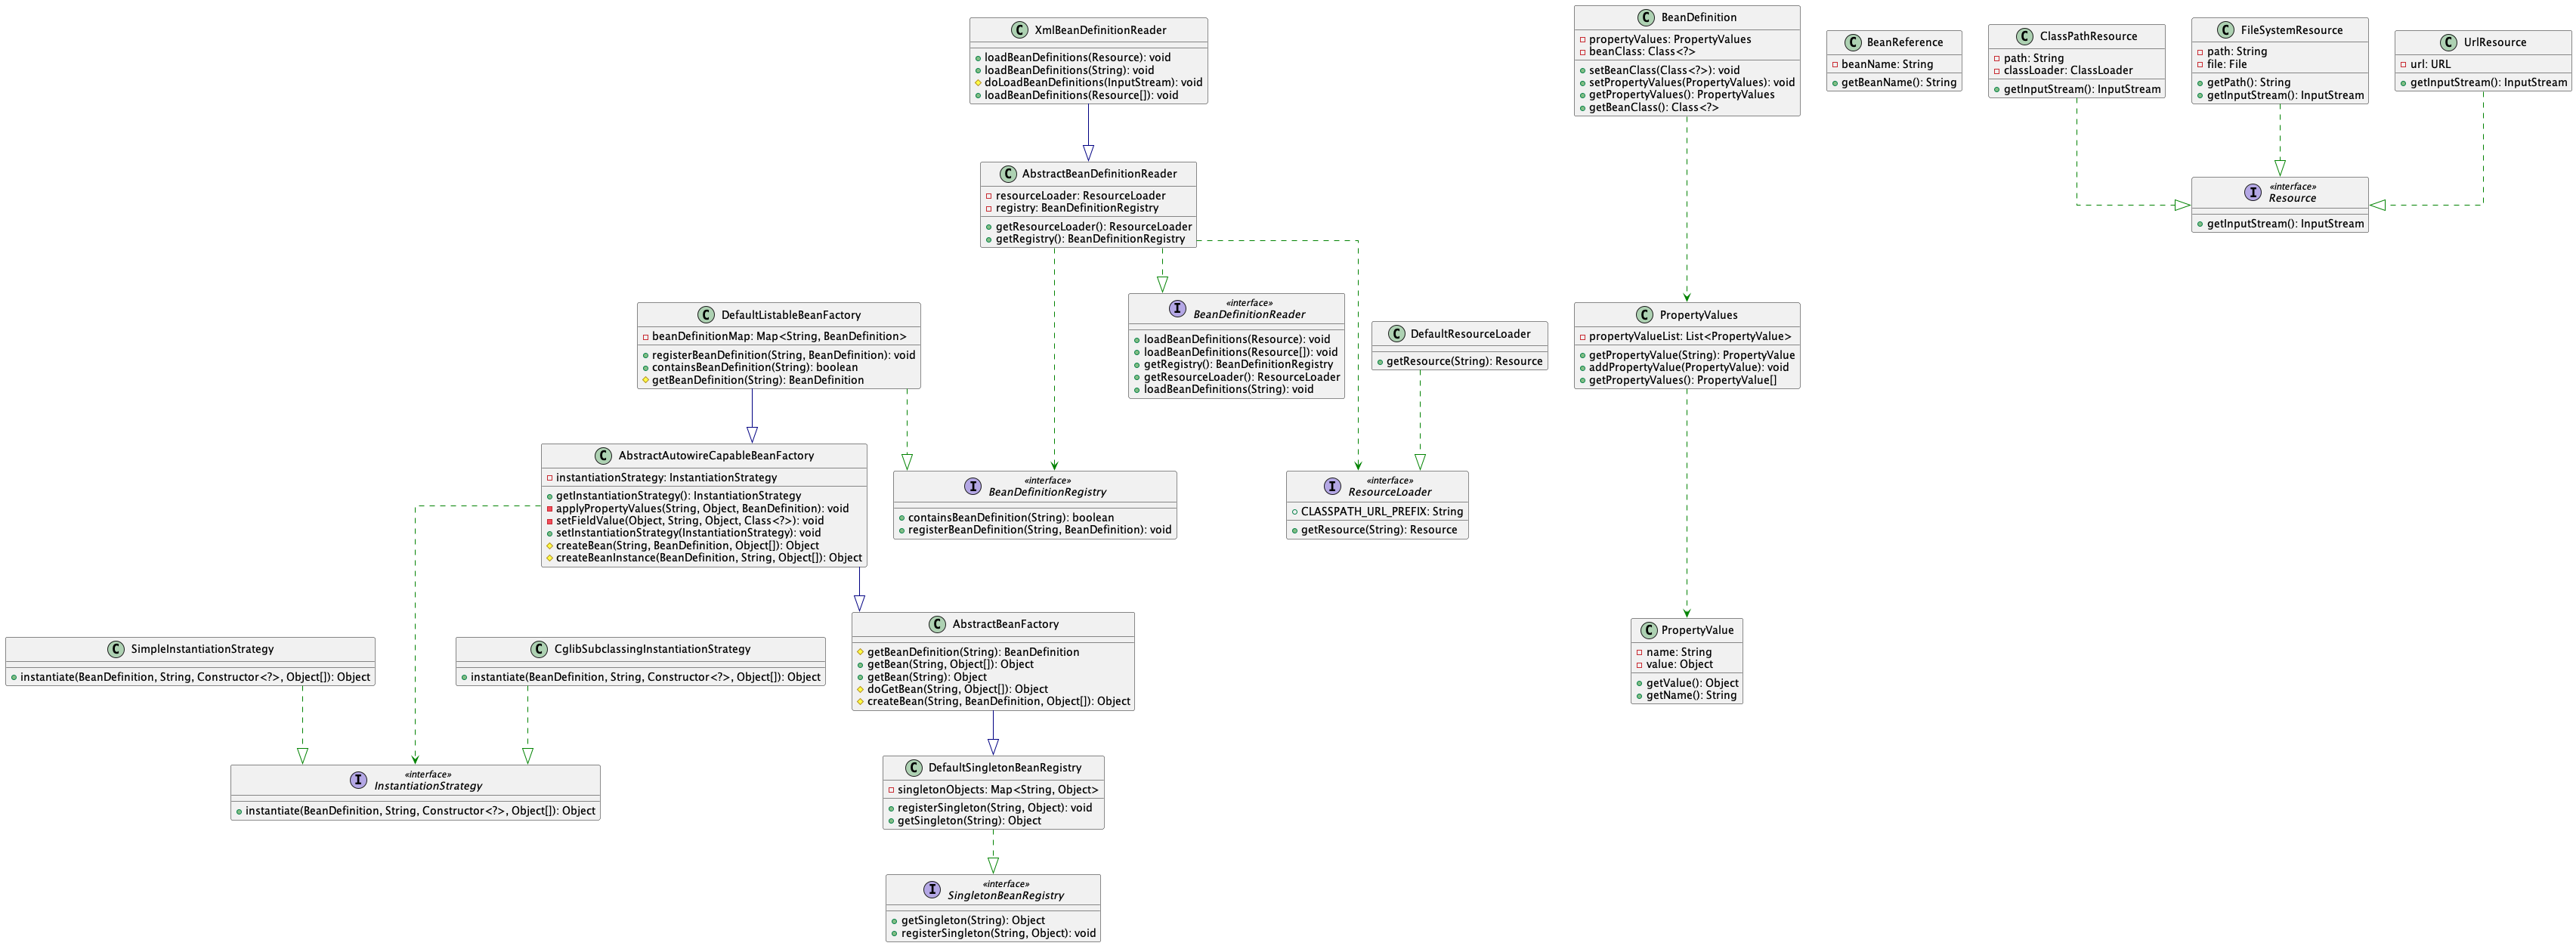 C XmlBeanDefinitionReader
loadBeanDefinitions(Resource): void
loadBeanDefinitions(String): void
doLoadBeanDefinitions(InputStream): void
loadBeanDefinitions(Resource[]): void
C BeanDefinition
propertyValues: PropertyValues
beanClass: Class<?>
setBeanClass(Class<?>): void
setPropertyValues(PropertyValues): void
getPropertyValues(): PropertyValues
getBeanClass(): Class<?>
C BeanReference
beanName: String
getBeanName(): String
C ClassPathResource
path: String
classLoader: ClassLoader
getInputStream(): InputStream
C FileSystemResource
path: String
file: File
getPath(): String
getInputStream(): InputStream
C UrlResource
url: URL
getInputStream(): InputStream
C AbstractBeanDefinitionReader
resourceLoader: ResourceLoader
registry: BeanDefinitionRegistry
getResourceLoader(): ResourceLoader
getRegistry(): BeanDefinitionRegistry
I «interface»
Resource
getInputStream(): InputStream
C DefaultListableBeanFactory
beanDefinitionMap: Map<String, BeanDefinition>
registerBeanDefinition(String, BeanDefinition): void
containsBeanDefinition(String): boolean
getBeanDefinition(String): BeanDefinition
I «interface»
BeanDefinitionReader
loadBeanDefinitions(Resource): void
loadBeanDefinitions(Resource[]): void
getRegistry(): BeanDefinitionRegistry
getResourceLoader(): ResourceLoader
loadBeanDefinitions(String): void
C DefaultResourceLoader
getResource(String): Resource
C PropertyValues
propertyValueList: List<PropertyValue>
getPropertyValue(String): PropertyValue
addPropertyValue(PropertyValue): void
getPropertyValues(): PropertyValue[]
C AbstractAutowireCapableBeanFactory
instantiationStrategy: InstantiationStrategy
getInstantiationStrategy(): InstantiationStrategy
applyPropertyValues(String, Object, BeanDefinition): void
setFieldValue(Object, String, Object, Class<?>): void
setInstantiationStrategy(InstantiationStrategy): void
createBean(String, BeanDefinition, Object[]): Object
createBeanInstance(BeanDefinition, String, Object[]): Object
I «interface»
BeanDefinitionRegistry
containsBeanDefinition(String): boolean
registerBeanDefinition(String, BeanDefinition): void
I «interface»
ResourceLoader
CLASSPATH_URL_PREFIX: String
getResource(String): Resource
C SimpleInstantiationStrategy
instantiate(BeanDefinition, String, Constructor<?>, Object[]): Object
C CglibSubclassingInstantiationStrategy
instantiate(BeanDefinition, String, Constructor<?>, Object[]): Object
C AbstractBeanFactory
getBeanDefinition(String): BeanDefinition
getBean(String, Object[]): Object
getBean(String): Object
doGetBean(String, Object[]): Object
createBean(String, BeanDefinition, Object[]): Object
C PropertyValue
name: String
value: Object
getValue(): Object
getName(): String
I «interface»
InstantiationStrategy
instantiate(BeanDefinition, String, Constructor<?>, Object[]): Object
C DefaultSingletonBeanRegistry
singletonObjects: Map<String, Object>
registerSingleton(String, Object): void
getSingleton(String): Object
I «interface»
SingletonBeanRegistry
getSingleton(String): Object
registerSingleton(String, Object): void